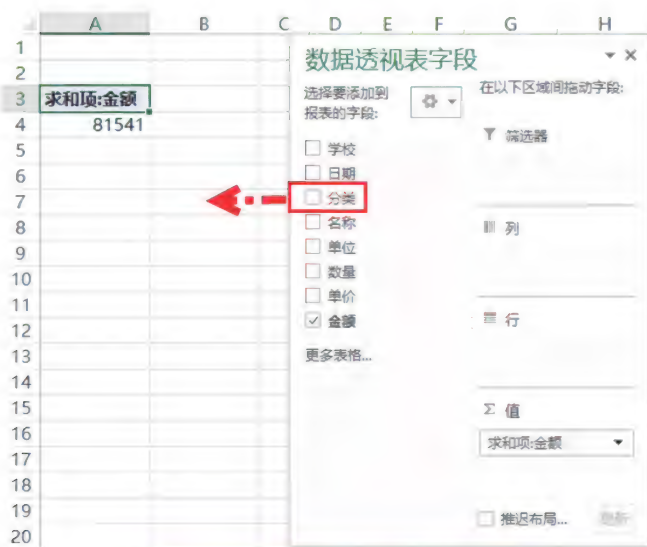 A B C D E F G H
1
2
3 求和项:金额
4 81541
5
6
7
8
9
10
11
12
13
14
15
16
17
18
19
20
数据透视表字段
选择要添加到
报表的字段:
学校
日期
分类
名称
单位
数量
单价
金额
更多表格...
在以下区域间拖动字段:
筛选器
列
行
Σ 值
求和项:金额
推迟布局...
更新